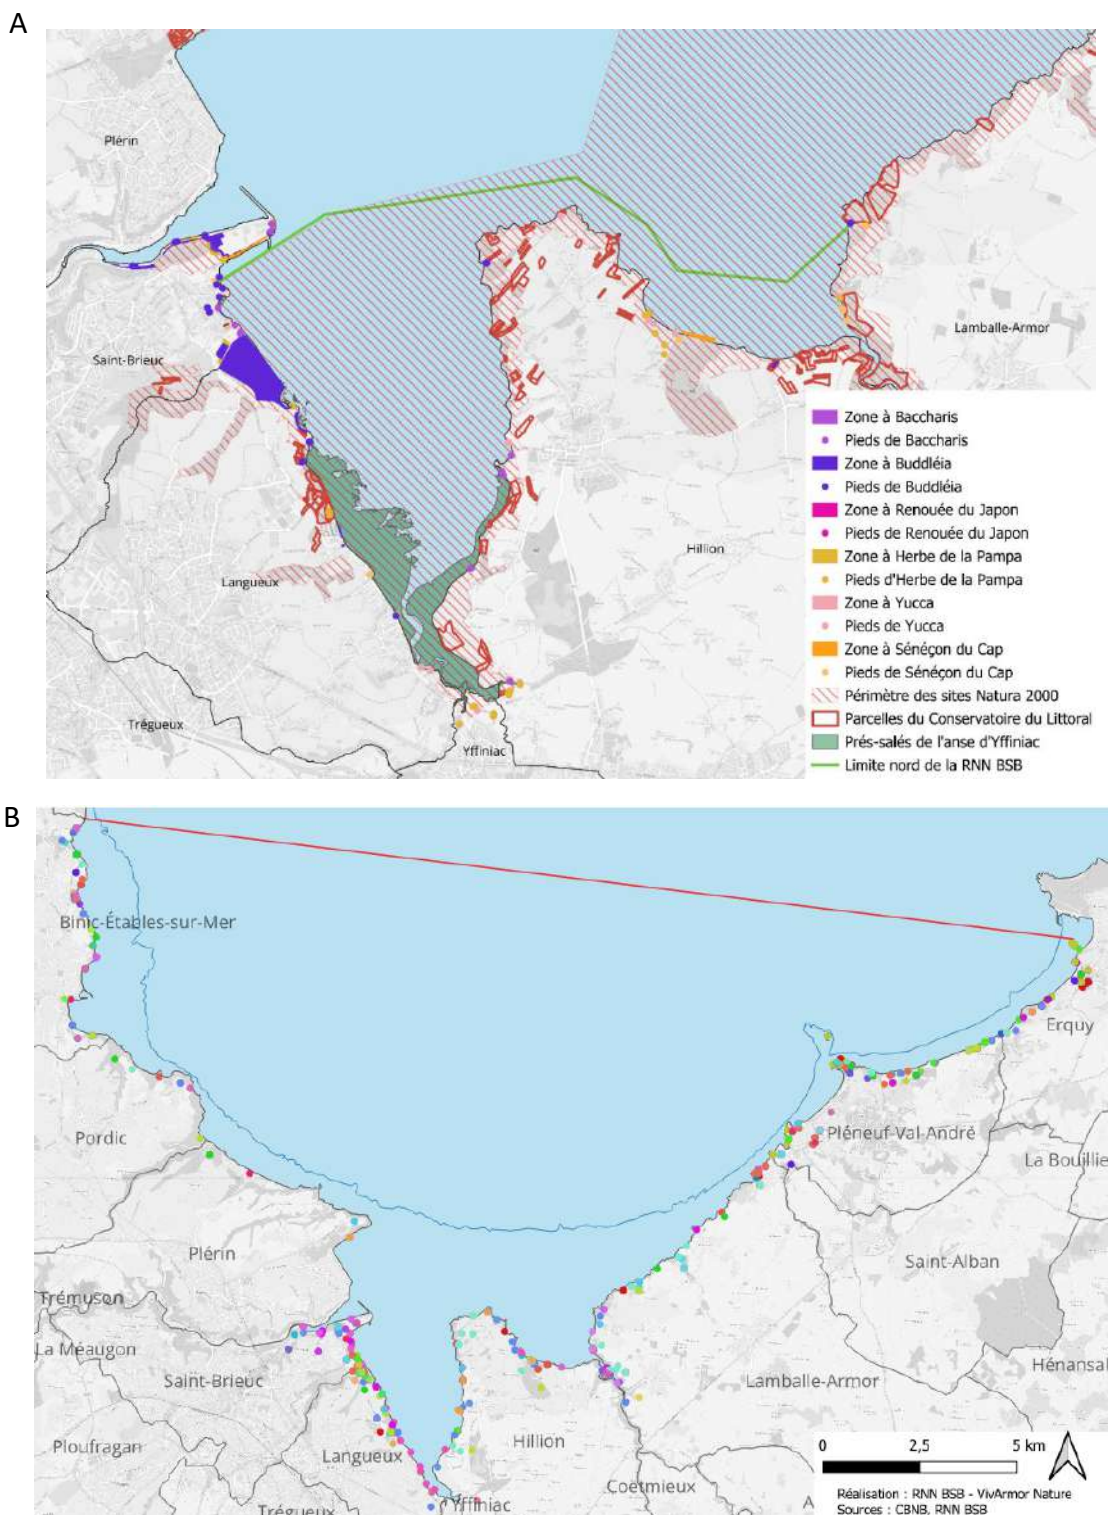 A
Plérin
Saint-Brieuc
Lamballe-Armor
Langueux
Hillion
Trégueux
Yffiniac
Zone à Baccharis
Pieds de Baccharis
Zone à Buddléia
Pieds de Buddléia
Zone à Renouée du Japon
Pieds de Renouée du Japon
Zone à Herbe de la Pampa
Pieds d'Herbe de la Pampa
Zone à Yucca
Pieds de Yucca
Zone à Sénéçon du Cap
Pieds de Sénéçon du Cap
Périmètre des sites Natura 2000
Parcelles du Conservatoire du Littoral
Prés-salés de l'anse d'Yffiniac
Limite nord de la RNN BSB
B
Binic-Étables-sur-Mer
Erquy
Pordic
Pléneuf-Val-André
La Bouillie
Plérin
Saint-Alban
Trémuson
La Méaugon
Hénansal
Saint-Brieuc
Lamballe-Armor
Ploufragan
Langueux
Hillion
Coëtmieux
Trégueux
Yffiniac
0 2,5 5 km
Réalisation : RNN BSB - VivArmor Nature
Sources : CBNB, RNN BSB